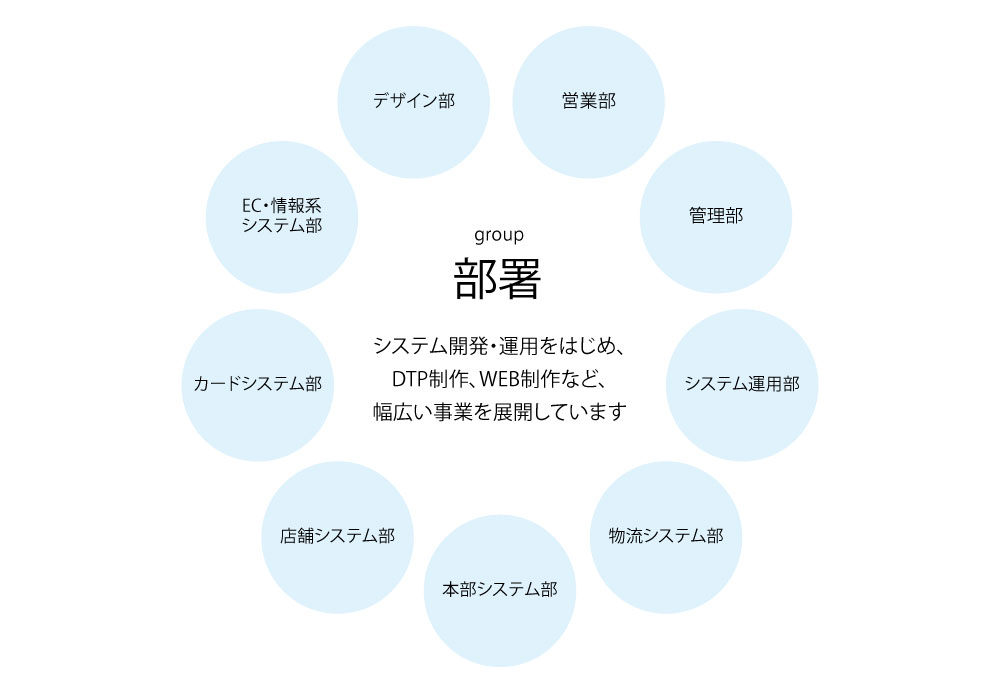 デザイン部
営業部
EC・情報系
システム部
管理部
group
部署
システム開発・運用をはじめ、
DTP制作、WEB制作など、
幅広い事業を展開しています
カードシステム部
システム運用部
店舗システム部
物流システム部
本部システム部